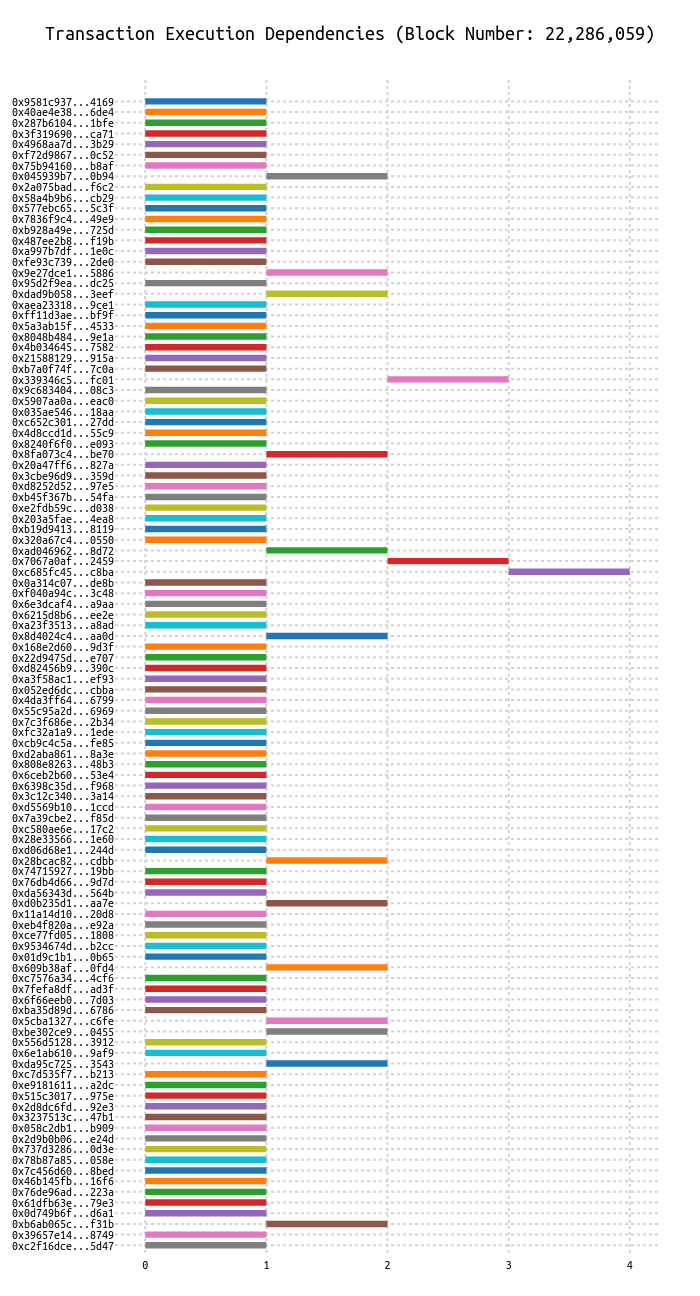 Transaction Execution Dependencies (Block Number: 22,286,059)
0x9581c937...4169
0x40ae4e38...6de4
0x287b6104...1bfe
0x3f319690...ca71
0x4968aa7d...3b29
0xf72d9867...0c52
0x75b94160...b8af
0x045939b7...0b94
0x2a075bad...f6c2
0x58a4b9b6...cb29
0x577ebc65...5c3f
0x7836f9c4...49e9
0xb928a49e...725d
0x487ee2b8...f19b
0xa997b7df...1e0c
0xfe93c739...2de0
0x9e27dce1...5886
0x95d2f9ea...dc25
0xdad9b058...3eef
0xaea23318...9ce1
0xff11d3ae...bf9f
0x5a3ab15f...4533
0x8048b484...9e1a
0x4b034645...7582
0x21588129...915a
0xb7a0f74f...7c0a
0x339346c5...fc01
0x9c683404...08c3
0x5907aa0a...eac0
0x035ae546...18aa
0xc652c301...27dd
0x4d8ccd1d...55c9
0x8240f6f0...e093
0x8fa073c4...be70
0x20a47ff6...827a
0x3cbe96d9...359d
0xd8252d52...97e5
0xb45f367b...54fa
0xe2fdb59c...d038
0x203a5fae...4ea8
0xb19d9413...8119
0x320a67c4...0550
0xad046962...8d72
0x7067a0af...2459
0xc685fc45...c8ba
0x0a314c07...de8b
0xf040a94c...3c48
0x6e3dcaf4...a9aa
0x6215d8b6...ee2e
0xa23f3513...a8ad
0x8d4024c4...aa0d
0x168e2d60...9d3f
0x22d9475d...e707
0xd82456b9...390c
0xa3f58ac1...ef93
0x052ed6dc...cbba
0x4da3ff64...6799
0x55c95a2d...6969
0x7c3f686e...2b34
0xfc32a1a9...1ede
0xcb9c4c5a...fe85
0xd2aba861...8a3e
0x808e8263...48b3
0x6ceb2b60...53e4
0x6398c35d...f968
0x3c12c340...3a14
0xd5569b10...1ccd
0x7a39cbe2...f85d
0xc580ae6e...17c2
0x28e33566...1e60
0xd06d68e1...244d
0x28bcac82...cdbb
0x74715927...19bb
0x76db4d66...9d7d
0xda56343d...564b
0xd0b235d1...aa7e
0x11a14d10...20d8
0xeb4f820a...e92a
0xce77fd05...1808
0x9534674d...b2cc
0x01d9c1b1...0b65
0x609b38af...0fd4
0xc7576a34...4cf6
0x7fefa8df...ad3f
0x6f66eeb0...7d03
0xba35d89d...6786
0x5cba1327...c6fe
0xbe302ce9...0455
0x556d5128...3912
0x6e1ab610...9af9
0xda95c725...3543
0xc7d535f7...b213
0xe9181611...a2dc
0x515c3017...975e
0x2d8dc6fd...92e3
0x3237513c...47b1
0x058c2db1...b909
0x2d9b0b06...e24d
0x737d3286...0d3e
0x78b87a85...058e
0x7c456d60...8bed
0x46b145fb...16f6
0x76de96ad...223a
0x61dfb63e...79e3
0x0d749b6f...d6a1
0xb6ab065c...f31b
0x39657e14...8749
0xc2f16dce...5d47
0 1 2 3 4